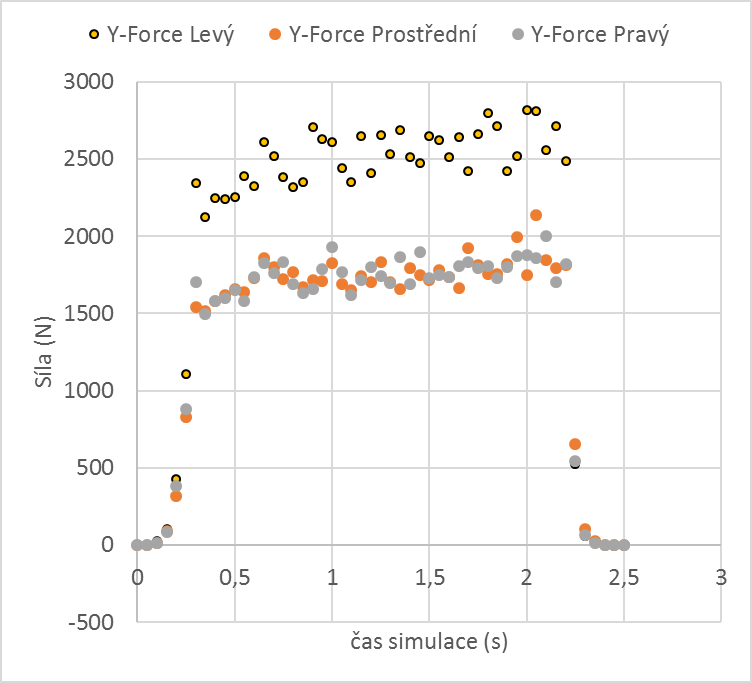 Y-Force Levý Y-Force Prostřední Y-Force Pravý
3000
2500
2000
1500
1000
500
0
-500
0 0,5 1 1,5 2 2,5 3
Síla (N)
čas simulace (s)